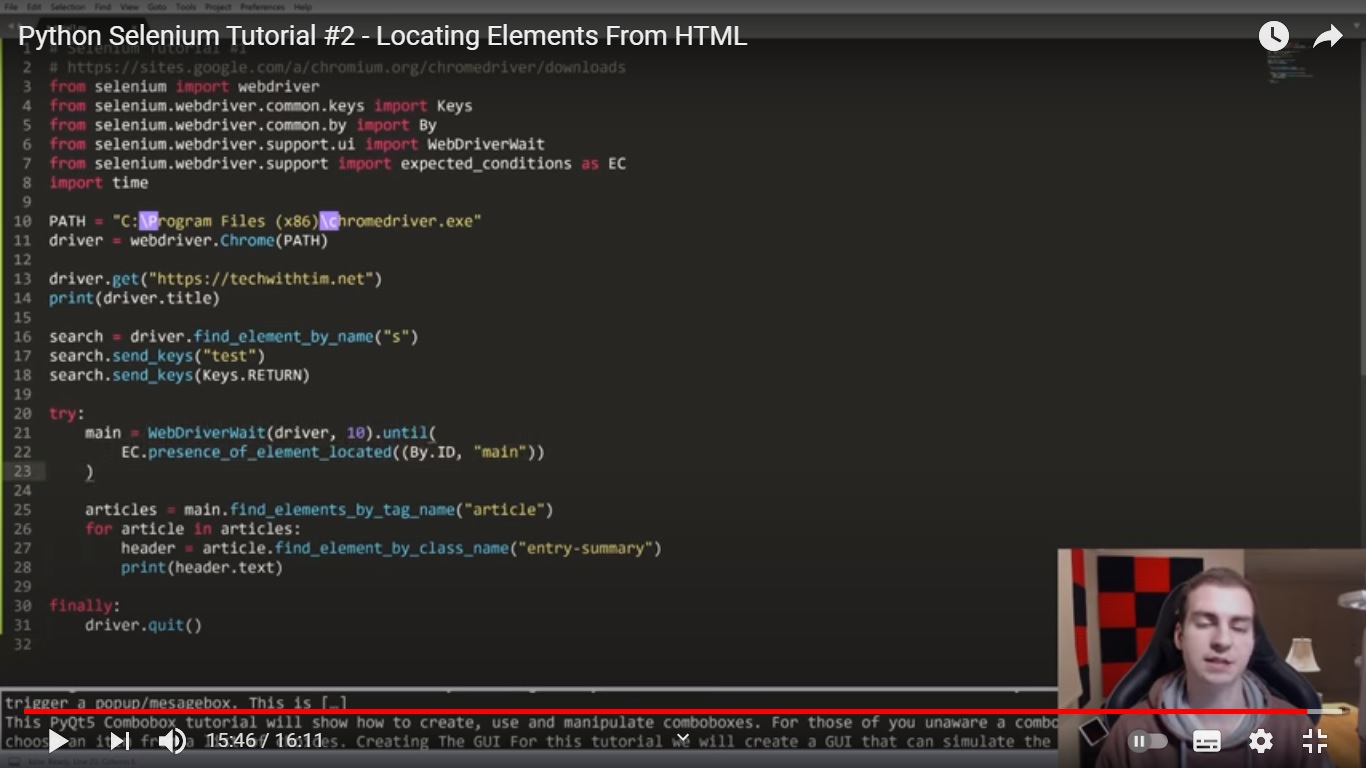 File Edit Selection Find View Goto Tools Project Preferences Help
Python Selenium Tutorial #2 - Locating Elements From HTML
1 # Selenium Tutorial #1
2 # https://sites.google.com/a/chromium.org/chromedriver/downloads
3 from selenium import webdriver
4 from selenium.webdriver.common.keys import Keys
5 from selenium.webdriver.common.by import By
6 from selenium.webdriver.support.ui import WebDriverWait
7 from selenium.webdriver.support import expected_conditions as EC
8 import time
9
10 PATH = "C:\Program Files (x86)\chromedriver.exe"
11 driver = webdriver.Chrome(PATH)
12
13 driver.get("https://techwithtim.net")
14 print(driver.title)
15
16 search = driver.find_element_by_name("s")
17 search.send_keys("test")
18 search.send_keys(Keys.RETURN)
19
20 try:
21 main = WebDriverWait(driver, 10).until(
22 EC.presence_of_element_located((By.ID, "main"))
23 )
24
25 articles = main.find_elements_by_tag_name("article")
26 for article in articles:
27 header = article.find_element_by_class_name("entry-summary")
28 print(header.text)
29
30 finally:
31 driver.quit()
32
trigger a popup/mesagebox. This is […]
This PyQt5 Combobox tutorial will show how to create, use and manipulate comboboxes. For those of you unaware a combo
choos an it fr a l of choices. Creating The GUI For this tutorial we will create a GUI that can simulate the
15:46 / 16:11